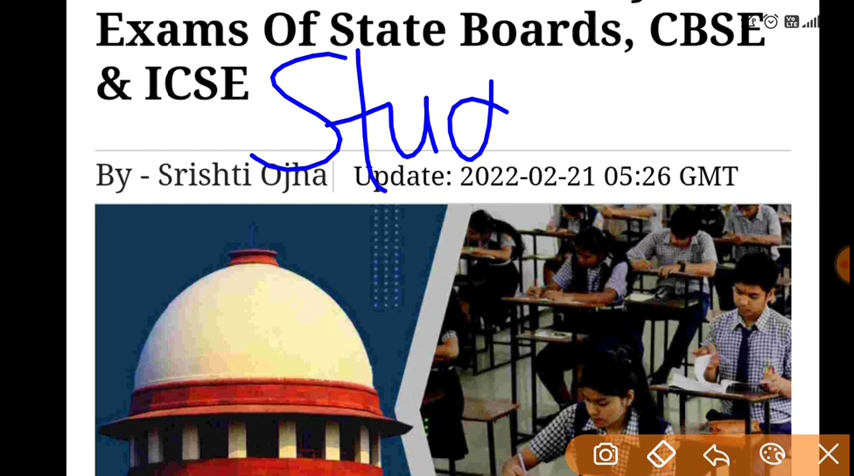 Exams Of State Boards, CBSE
& ICSE
Stud
By - Srishti Ojha
Update: 2022-02-21 05:26 GMT